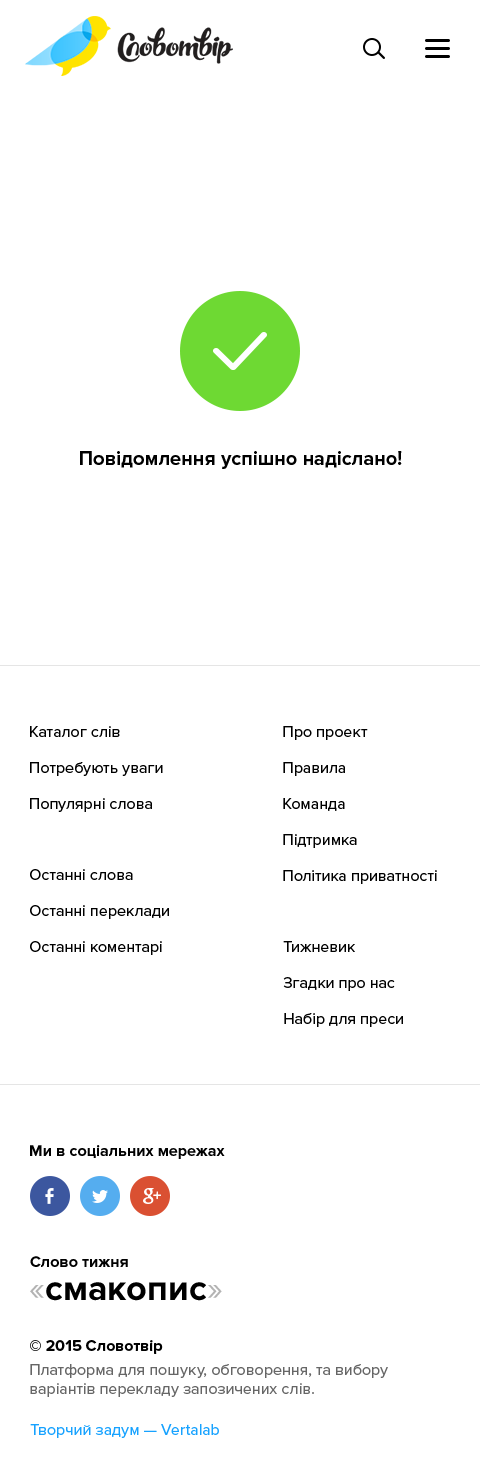 Словотвір
Повідомлення успішно надіслано!
Каталог слів
Потребують уваги
Популярні слова
Останні слова
Останні переклади
Останні коментарі
Про проект
Правила
Команда
Підтримка
Політика приватності
Тижневик
Згадки про нас
Набір для преси
Ми в соціальних мережах
f
g+
Слово тижня
«смакопис»
© 2015 Словотвір
Платформа для пошуку, обговорення, та вибору
варіантів перекладу запозичених слів.
Творчий задум — Vertalab